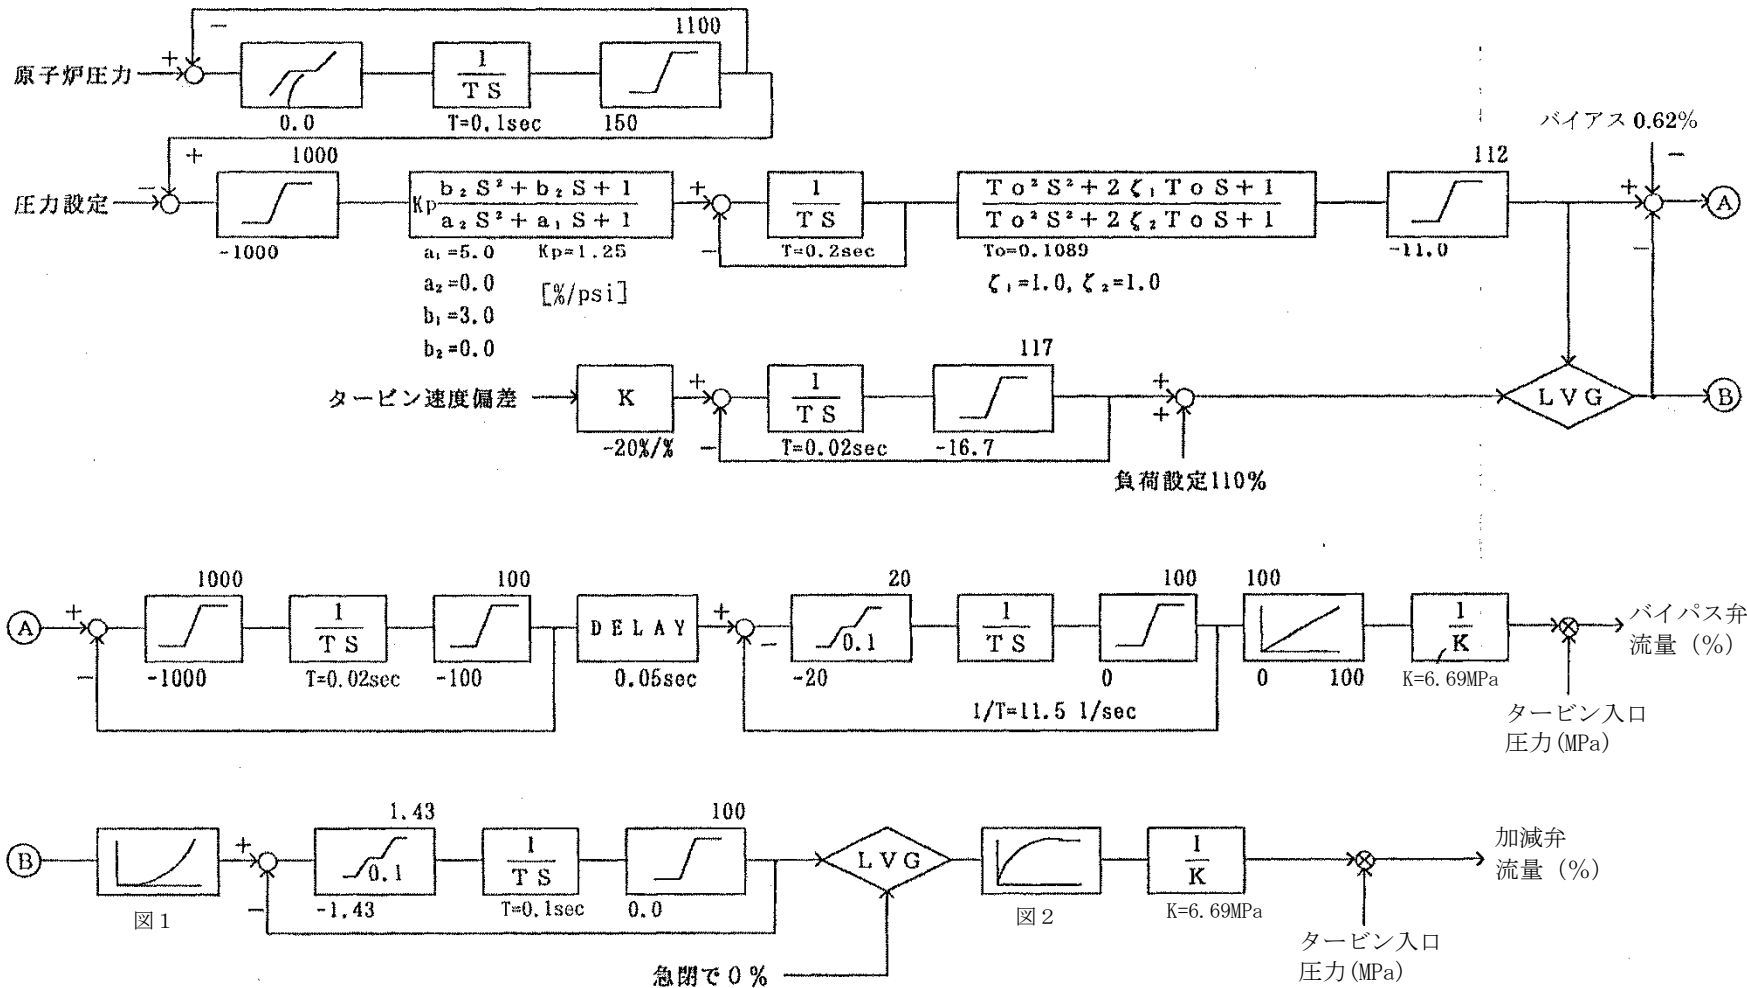 1100
原子炉圧力
+
−
1
T S
0.0
T=0.1sec
150
バイアス 0.62%
+
−
1000
112
−
圧力設定
−
Kp
b₂S²+b₂S+1
a₂S²+a₁S+1
+
−
1
T S
To²S²+2ζ₁ToS+1
To²S²+2ζ₂ToS+1
+
−
A
-1000
a₁=5.0 Kp=1.25
T=0.2sec
To=0.1089
-11.0
a₂=0.0
[%/psi]
ζ₁=1.0, ζ₂=1.0
b₁=3.0
b₂=0.0
117
タービン速度偏差
K
+
−
1
T S
+
+
LVG
B
-20%/%
T=0.02sec
-16.7
負荷設定110%
1000
100
20
100
100
A
+
−
1
T S
DELAY
+
−
0.1
1
T S
1
K
バイパス弁
流量 (%)
-1000
T=0.02sec
-100
0.05sec
-20
0
0
100
K=6.69MPa
1/T=11.5 1/sec
タービン入口
圧力(MPa)
1.43
100
B
+
−
0.1
1
T S
LVG
1
K
加減弁
流量 (%)
図1
-1.43
T=0.1sec
0.0
図2
K=6.69MPa
タービン入口
圧力(MPa)
急閉で0%